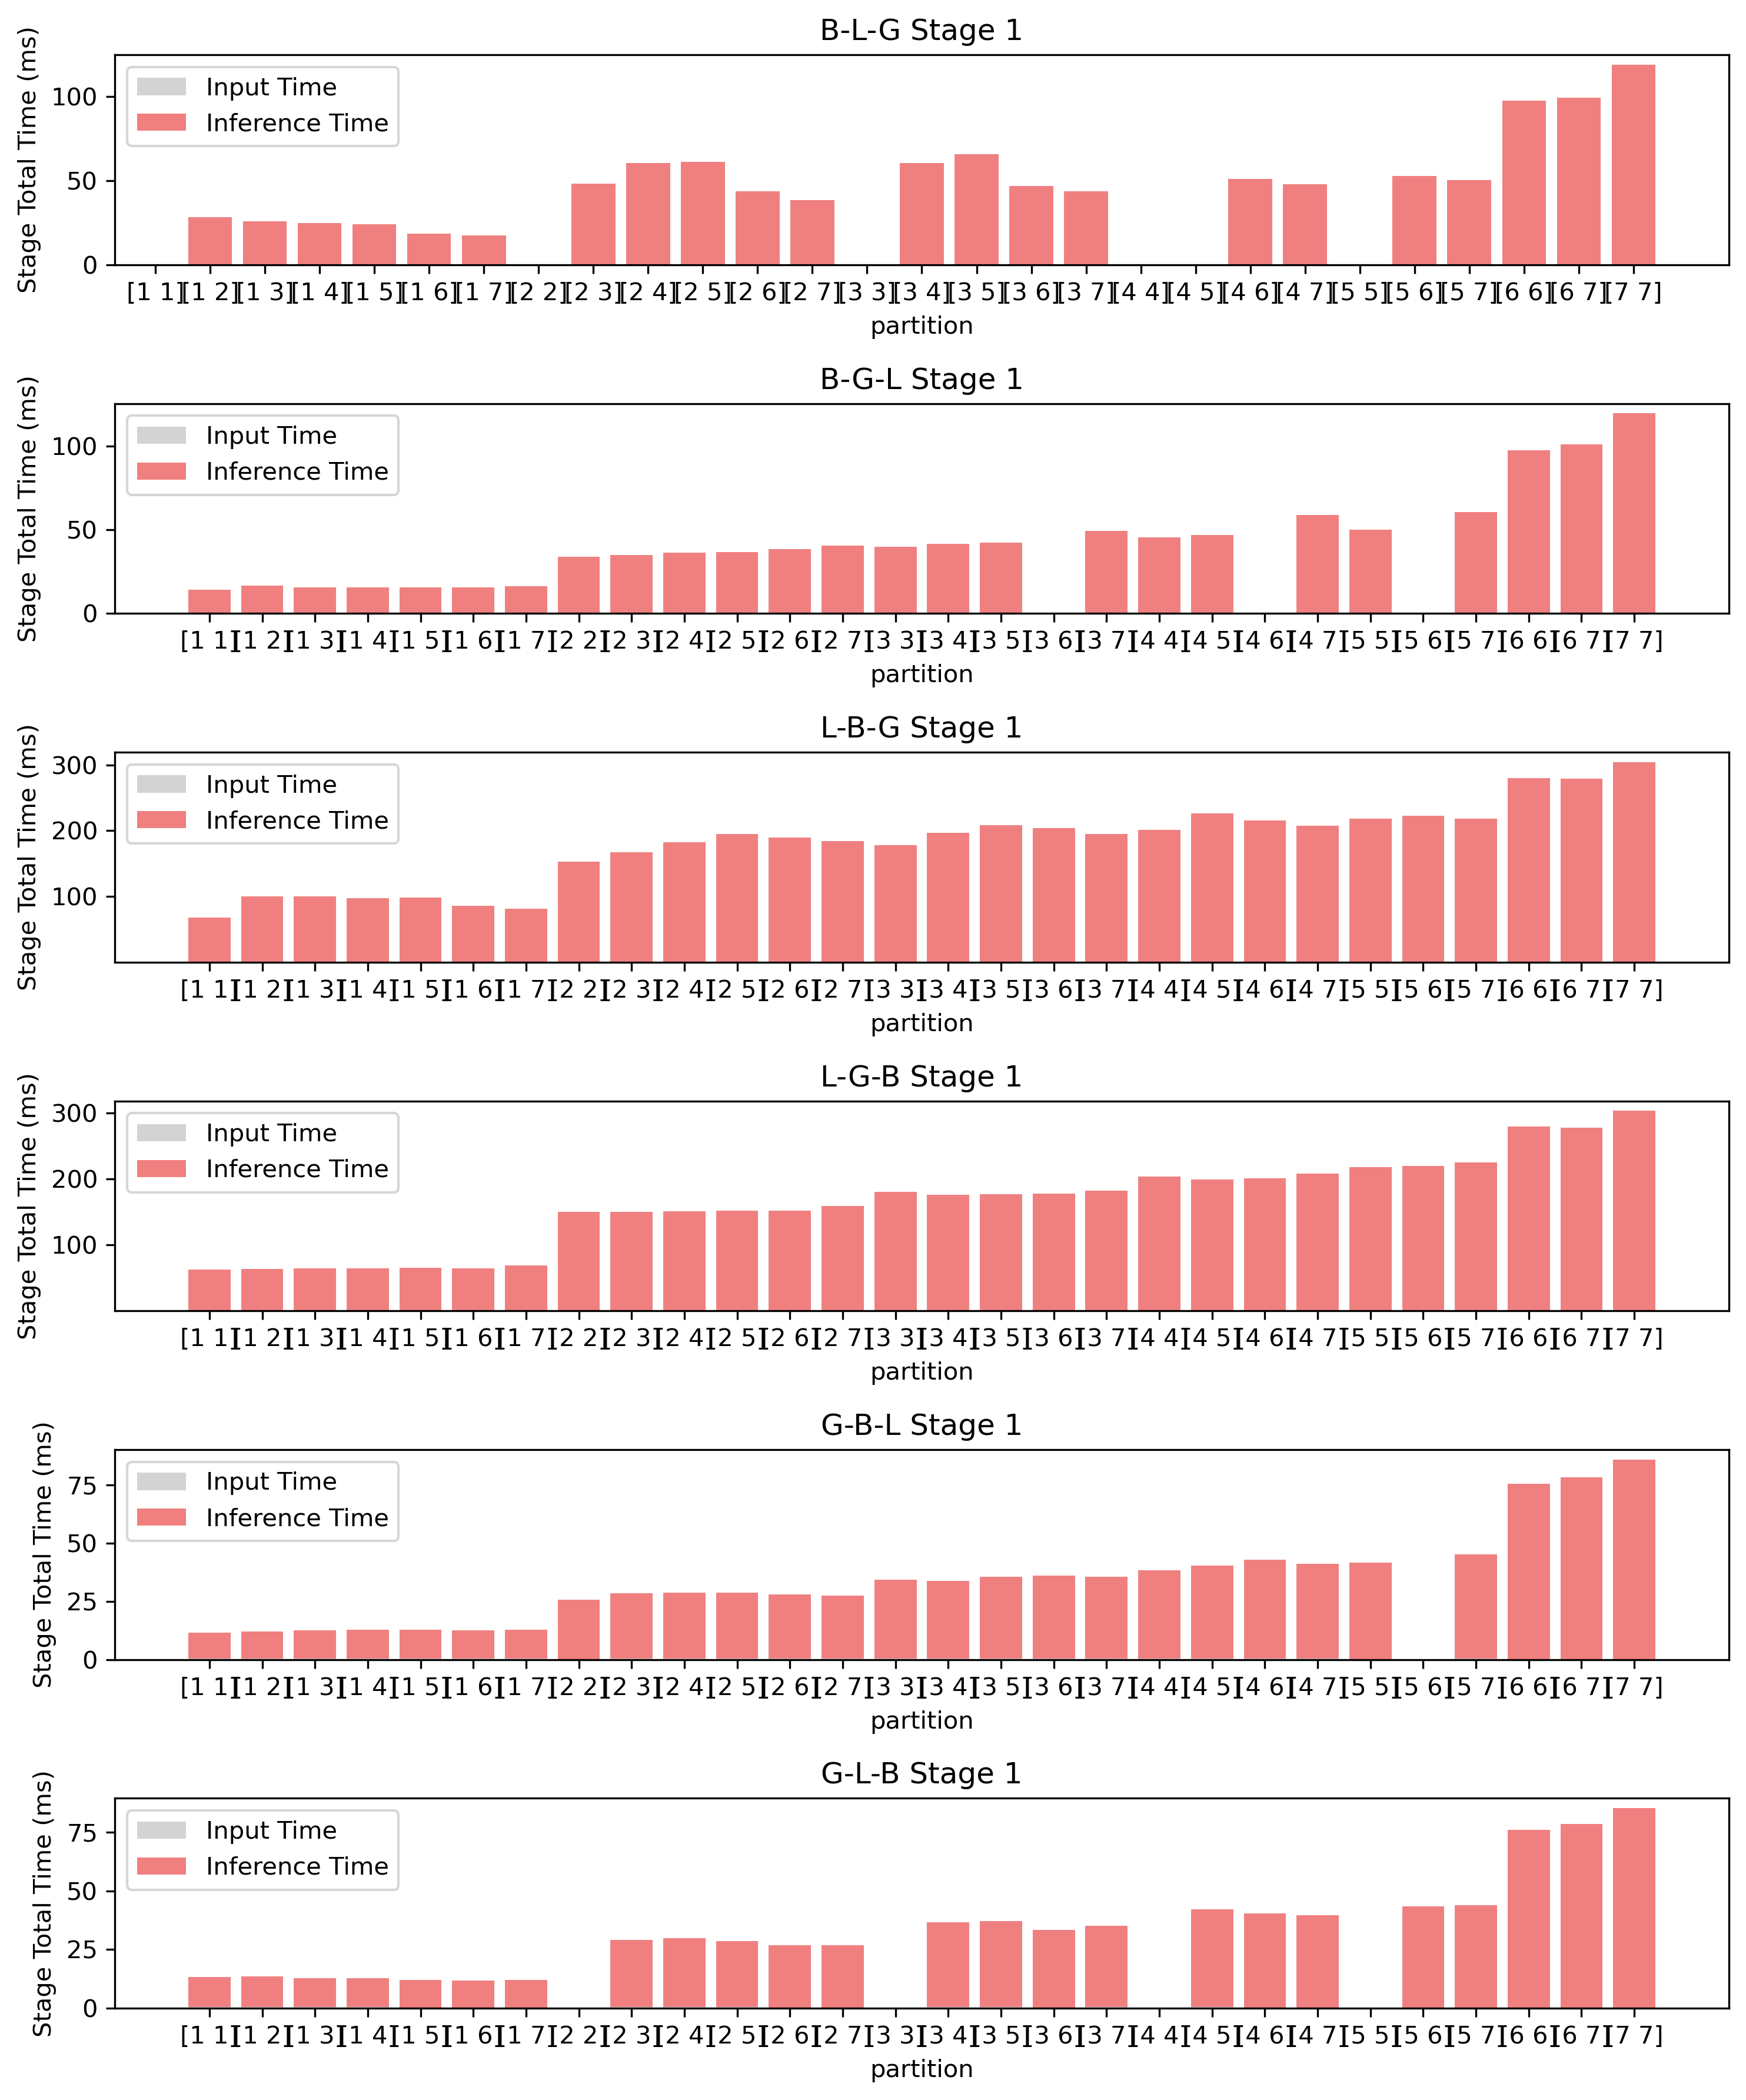 B-L-G Stage 1
Stage Total Time (ms)
100
50
0
Input Time
Inference Time
[1 1] [1 2] [1 3] [1 4] [1 5] [1 6] [1 7] [2 2] [2 3] [2 4] [2 5] [2 6] [2 7] [3 3] [3 4] [3 5] [3 6] [3 7] [4 4] [4 5] [4 6] [4 7] [5 5] [5 6] [5 7] [6 6] [6 7] [7 7]
partition
B-G-L Stage 1
Stage Total Time (ms)
100
50
0
Input Time
Inference Time
[1 1] [1 2] [1 3] [1 4] [1 5] [1 6] [1 7] [2 2] [2 3] [2 4] [2 5] [2 6] [2 7] [3 3] [3 4] [3 5] [3 6] [3 7] [4 4] [4 5] [4 6] [4 7] [5 5] [5 6] [5 7] [6 6] [6 7] [7 7]
partition
L-B-G Stage 1
Stage Total Time (ms)
300
200
100
Input Time
Inference Time
[1 1] [1 2] [1 3] [1 4] [1 5] [1 6] [1 7] [2 2] [2 3] [2 4] [2 5] [2 6] [2 7] [3 3] [3 4] [3 5] [3 6] [3 7] [4 4] [4 5] [4 6] [4 7] [5 5] [5 6] [5 7] [6 6] [6 7] [7 7]
partition
L-G-B Stage 1
Stage Total Time (ms)
300
200
100
Input Time
Inference Time
[1 1] [1 2] [1 3] [1 4] [1 5] [1 6] [1 7] [2 2] [2 3] [2 4] [2 5] [2 6] [2 7] [3 3] [3 4] [3 5] [3 6] [3 7] [4 4] [4 5] [4 6] [4 7] [5 5] [5 6] [5 7] [6 6] [6 7] [7 7]
partition
G-B-L Stage 1
Stage Total Time (ms)
75
50
25
0
Input Time
Inference Time
[1 1] [1 2] [1 3] [1 4] [1 5] [1 6] [1 7] [2 2] [2 3] [2 4] [2 5] [2 6] [2 7] [3 3] [3 4] [3 5] [3 6] [3 7] [4 4] [4 5] [4 6] [4 7] [5 5] [5 6] [5 7] [6 6] [6 7] [7 7]
partition
G-L-B Stage 1
Stage Total Time (ms)
75
50
25
0
Input Time
Inference Time
[1 1] [1 2] [1 3] [1 4] [1 5] [1 6] [1 7] [2 2] [2 3] [2 4] [2 5] [2 6] [2 7] [3 3] [3 4] [3 5] [3 6] [3 7] [4 4] [4 5] [4 6] [4 7] [5 5] [5 6] [5 7] [6 6] [6 7] [7 7]
partition